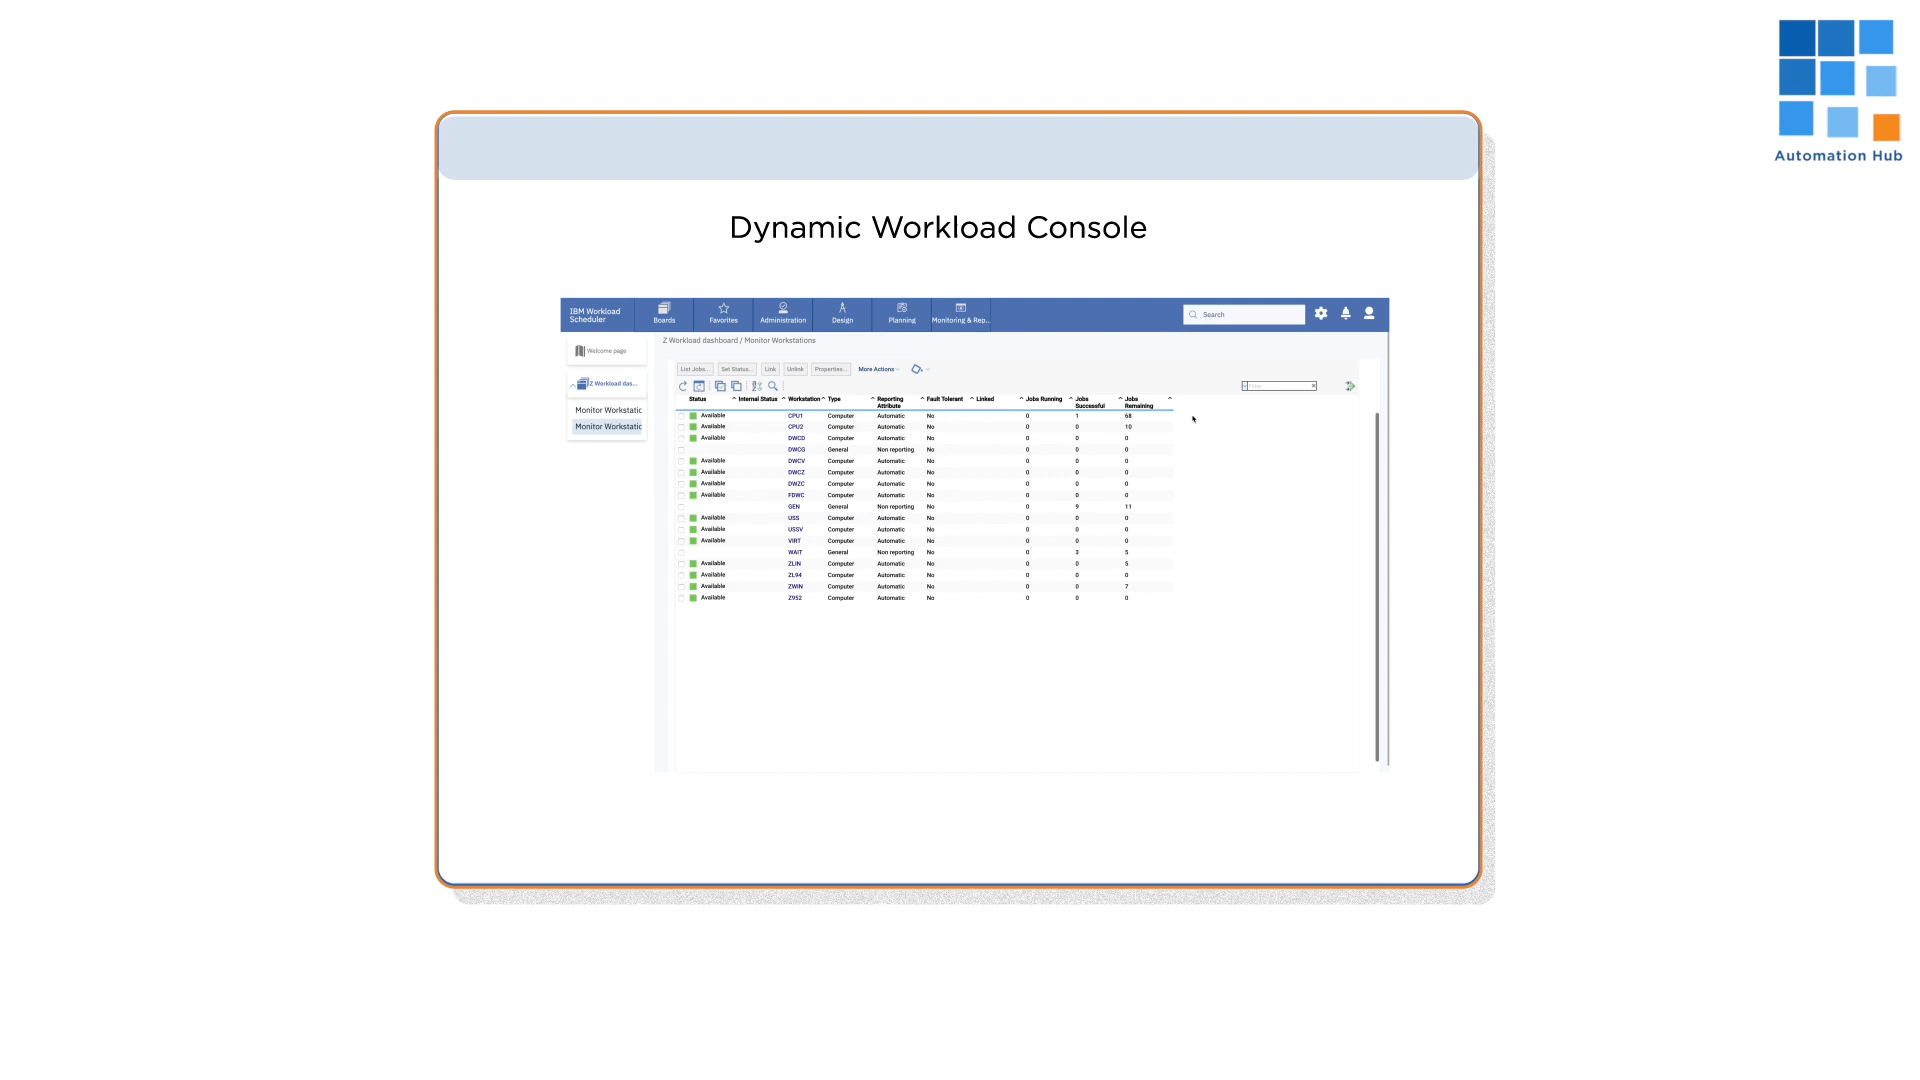 Automation Hub
Dynamic Workload Console
IBM Workload Scheduler
Boards
Favorites
Administration
Design
Planning
Monitoring & Rep...
Search
Welcome page
Z Workload das...
Monitor Workstatic
Monitor Workstatic
Z Workload dashboard / Monitor Workstations
List Jobs... Set Status... Link Unlink Properties... More Actions
Filter
Status Internal Status Workstation Type Reporting Attribute Fault Tolerant Linked Jobs Running Jobs Successful Jobs Remaining
Available CPU1 Computer Automatic No 0 1 68
Available CPU2 Computer Automatic No 0 0 10
Available DWCD Computer Automatic No 0 0 0
DWCG General Non reporting No 0 0 0
Available DWCV Computer Automatic No 0 0 0
Available DWCZ Computer Automatic No 0 0 0
Available DWZC Computer Automatic No 0 0 0
Available FDWC Computer Automatic No 0 0 0
GEN General Non reporting No 0 9 11
Available USS Computer Automatic No 0 0 0
Available USSV Computer Automatic No 0 0 0
Available VIRT Computer Automatic No 0 0 0
WAIT General Non reporting No 0 3 5
Available ZLIN Computer Automatic No 0 0 5
Available ZL94 Computer Automatic No 0 0 0
Available ZWIN Computer Automatic No 0 0 7
Available Z952 Computer Automatic No 0 0 0